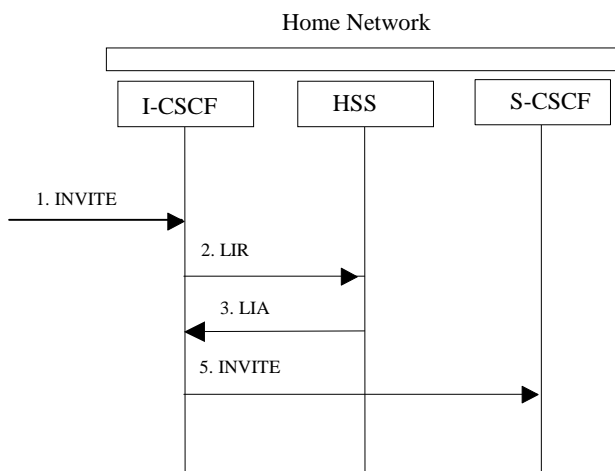 Home Network
I-CSCF
HSS
S-CSCF
1. INVITE
2. LIR
3. LIA
5. INVITE